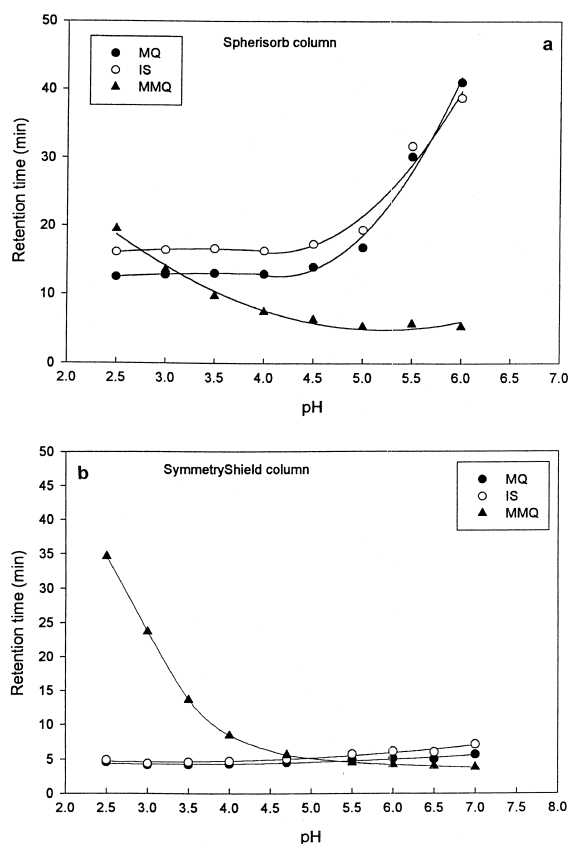 Spherisorb column
a
MQ
IS
MMQ
50
40
30
20
10
0
Retention time (min)
2.0 2.5 3.0 3.5 4.0 4.5 5.0 5.5 6.0 6.5 7.0
pH
b
SymmetryShield column
MQ
IS
MMQ
50
45
40
35
30
25
20
15
10
5
0
Retention time (min)
2.0 2.5 3.0 3.5 4.0 4.5 5.0 5.5 6.0 6.5 7.0 7.5 8.0
pH